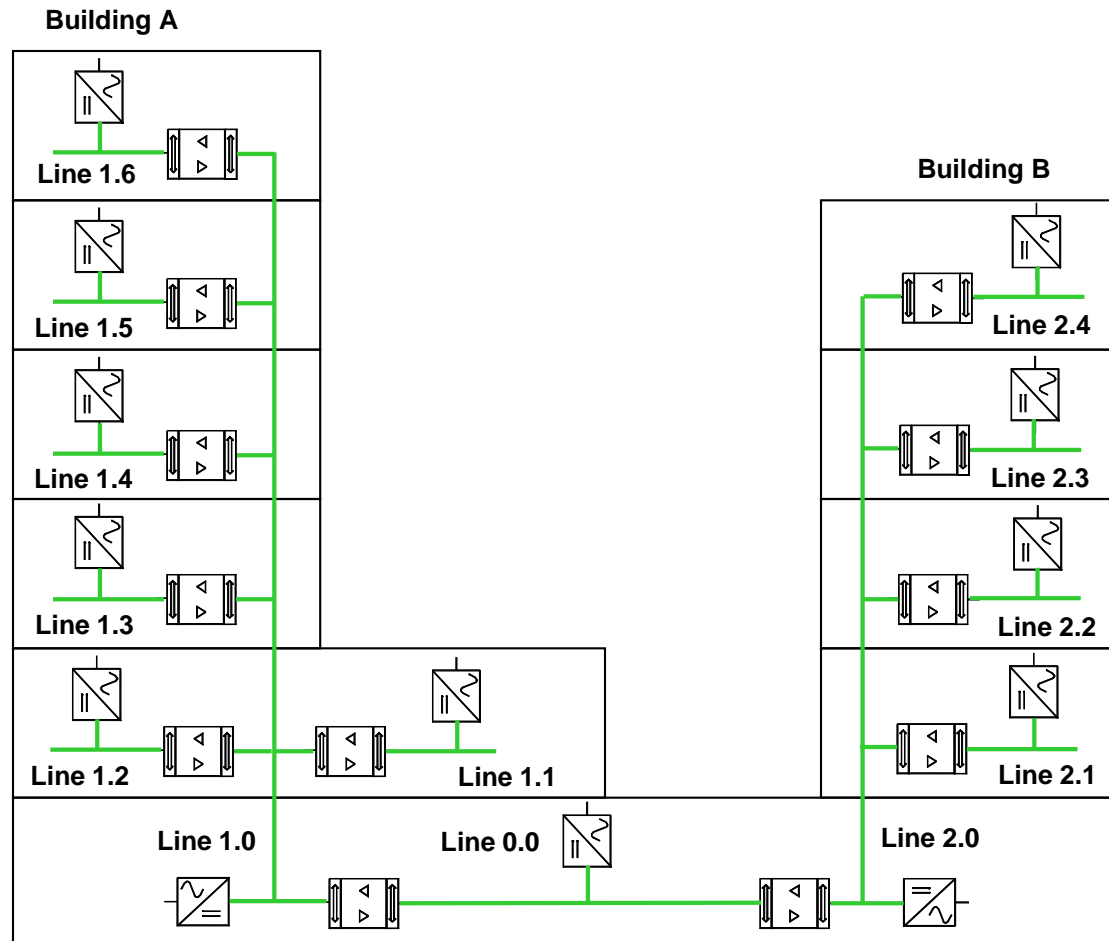 Building A
Line 1.6
Building B
Line 1.5
Line 2.4
Line 1.4
Line 2.3
Line 1.3
Line 2.2
Line 1.2
Line 1.1
Line 2.1
Line 1.0
Line 0.0
Line 2.0